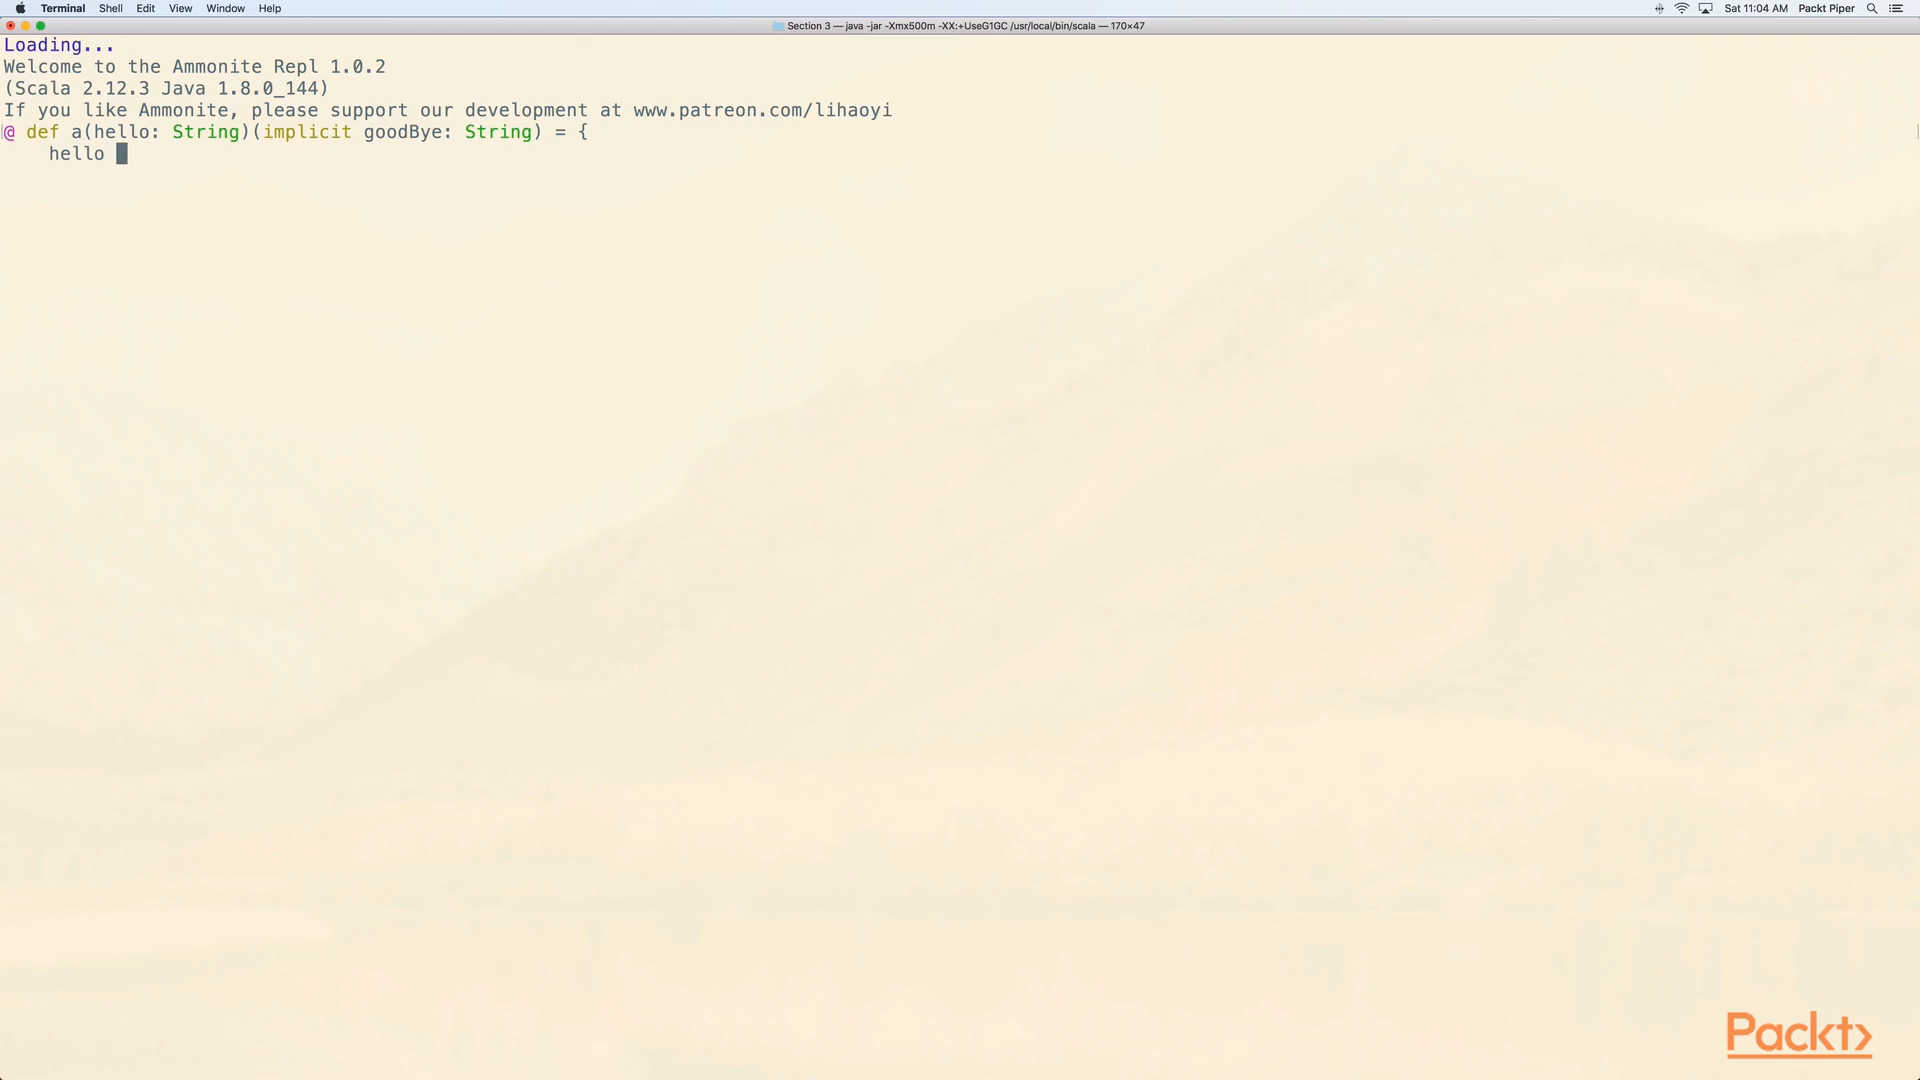 Terminal Shell Edit View Window Help Sat 11:04 AM Packt Piper
Section 3 — java -jar -Xmx500m -XX:+UseG1GC /usr/local/bin/scala — 170×47
Loading...
Welcome to the Ammonite Repl 1.0.2
(Scala 2.12.3 Java 1.8.0_144)
If you like Ammonite, please support our development at www.patreon.com/lihaoyi
@ def a(hello: String)(implicit goodBye: String) = {
hello
Packt>